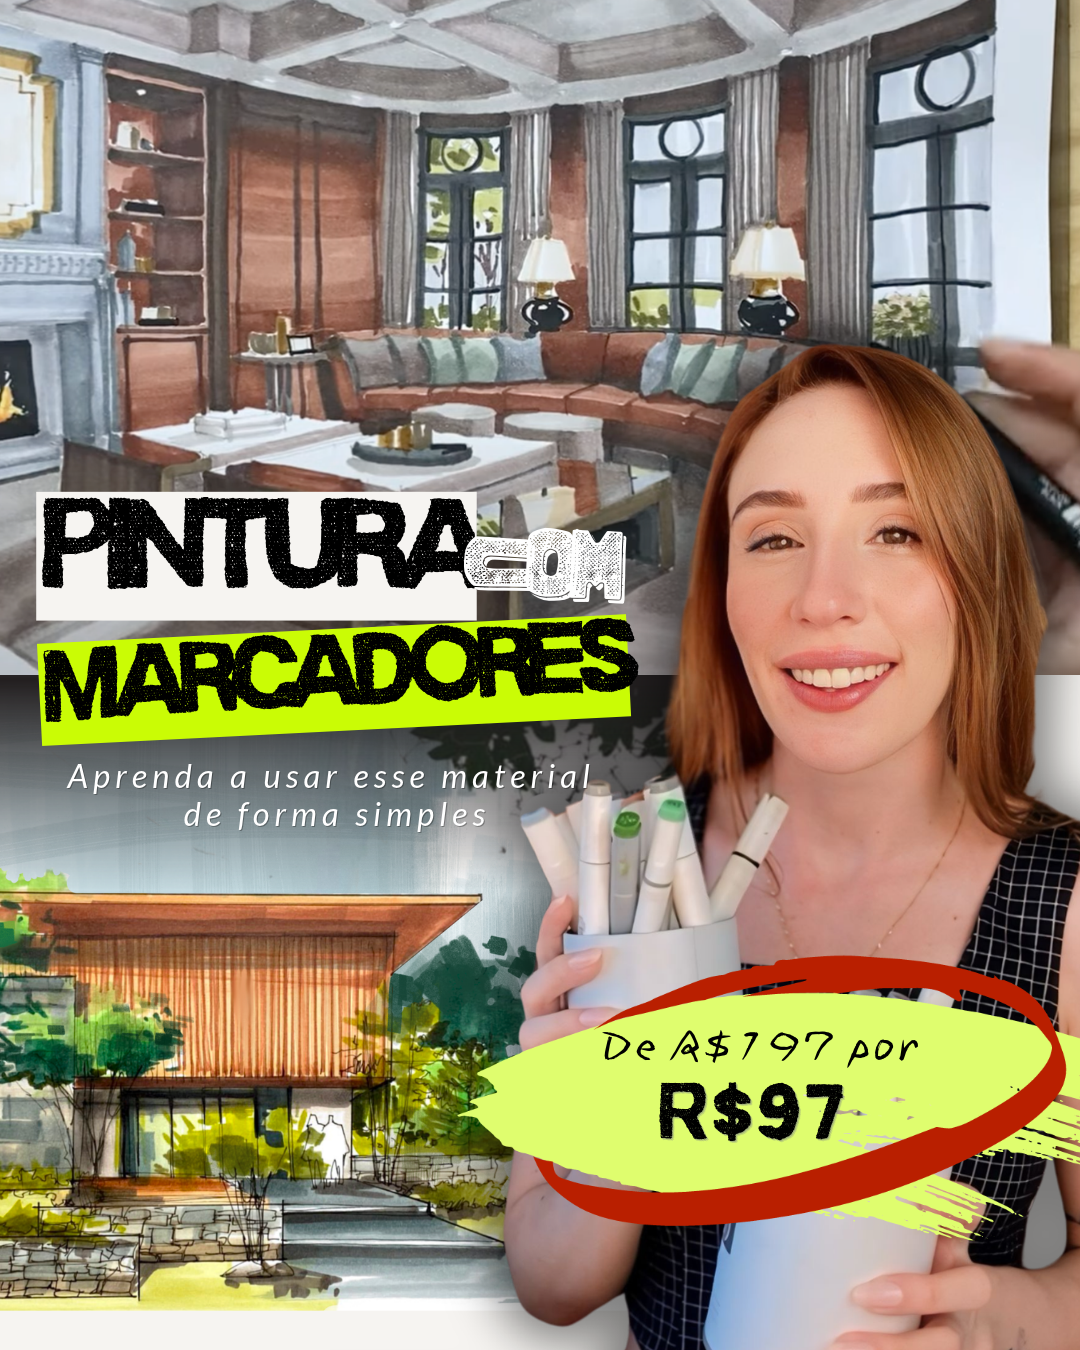 PINTURA COM
MARCADORES
Aprenda a usar esse material
de forma simples
De R$197 por
R$97